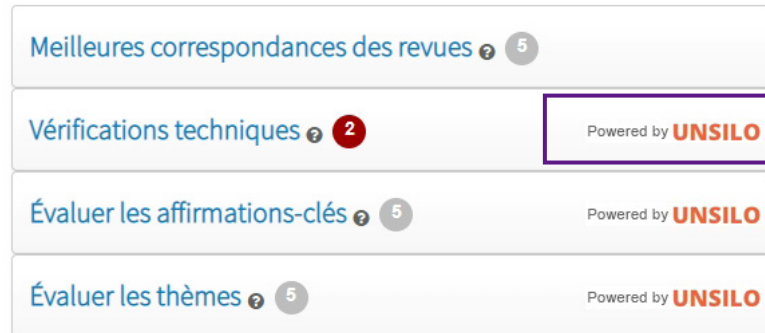 Meilleures correspondances des revues ? 5
Vérifications techniques ? 2 Powered by UNSILO
Évaluer les affirmations-clés ? 5 Powered by UNSILO
Évaluer les thèmes ? 5 Powered by UNSILO